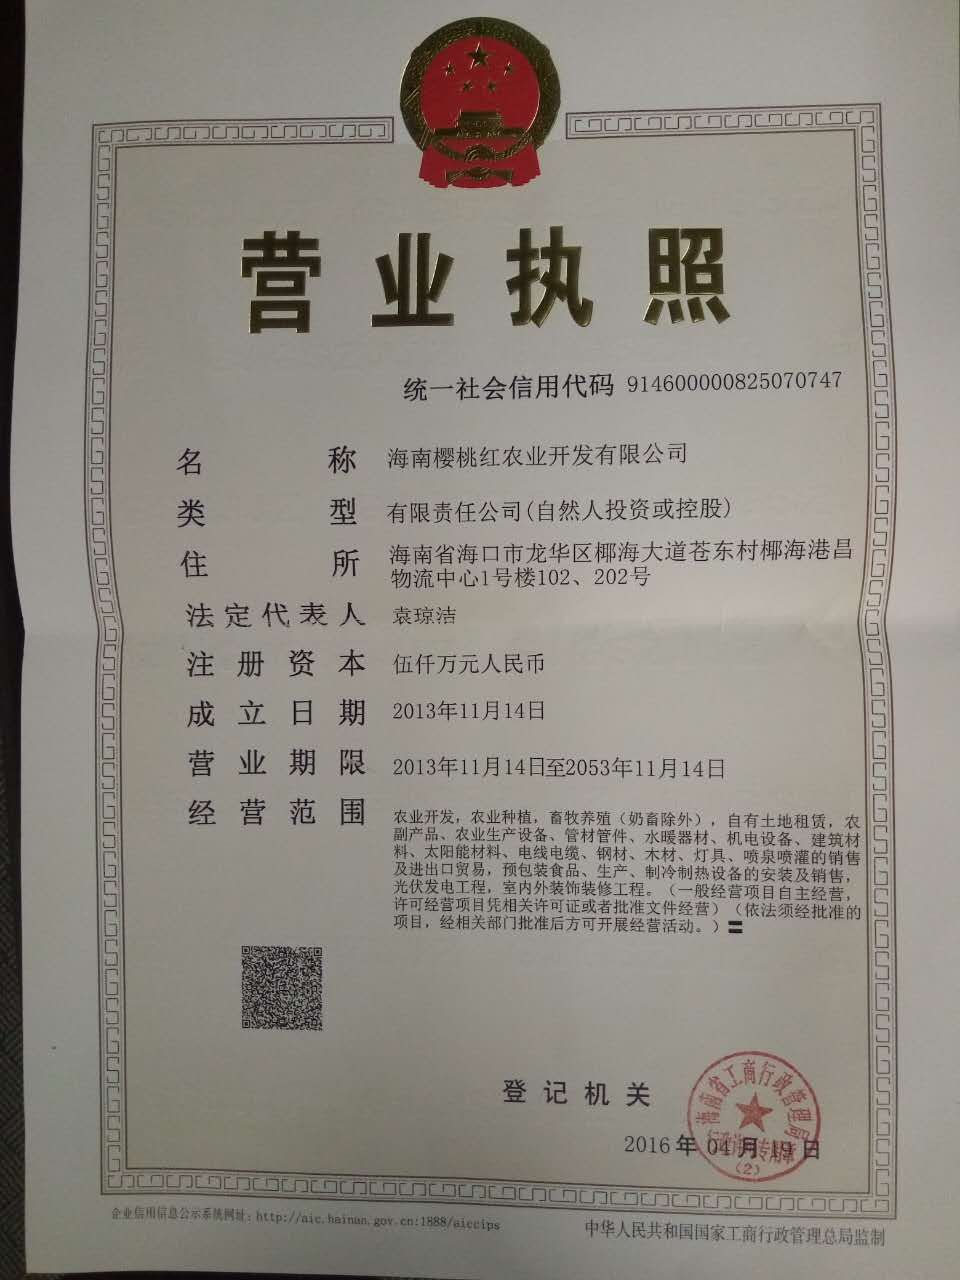 营业执照
统一社会信用代码 914600000825070747
名称 海南樱桃红农业开发有限公司
类型 有限责任公司(自然人投资或控股)
住所 海南省海口市龙华区椰海大道苍东村椰海港昌
物流中心1号楼102、202号
法定代表人 袁琼洁
注册资本 伍仟万元人民币
成立日期 2013年11月14日
营业期限 2013年11月14日至2053年11月14日
经营范围 农业开发，农业种植，畜牧养殖（奶畜除外），自有土地租赁，农
副产品、农业生产设备、管材管件、水暖器材、机电设备、建筑材
料、太阳能材料、电线电缆、钢材、木材、灯具、喷泉喷灌的销售
及进出口贸易，预包装食品、生产、制冷制热设备的安装及销售，
光伏发电工程，室内外装饰装修工程。（一般经营项目自主经营，
许可经营项目凭相关许可证或者批准文件经营）（依法须经批准的
项目，经相关部门批准后方可开展经营活动。）
登记机关
海南省工商行政管理局
专用章
(2)
2016年04月19日
企业信用信息公示系统网址：http://aic.hainan.gov.cn:1888/aiccips
中华人民共和国国家工商行政管理总局监制